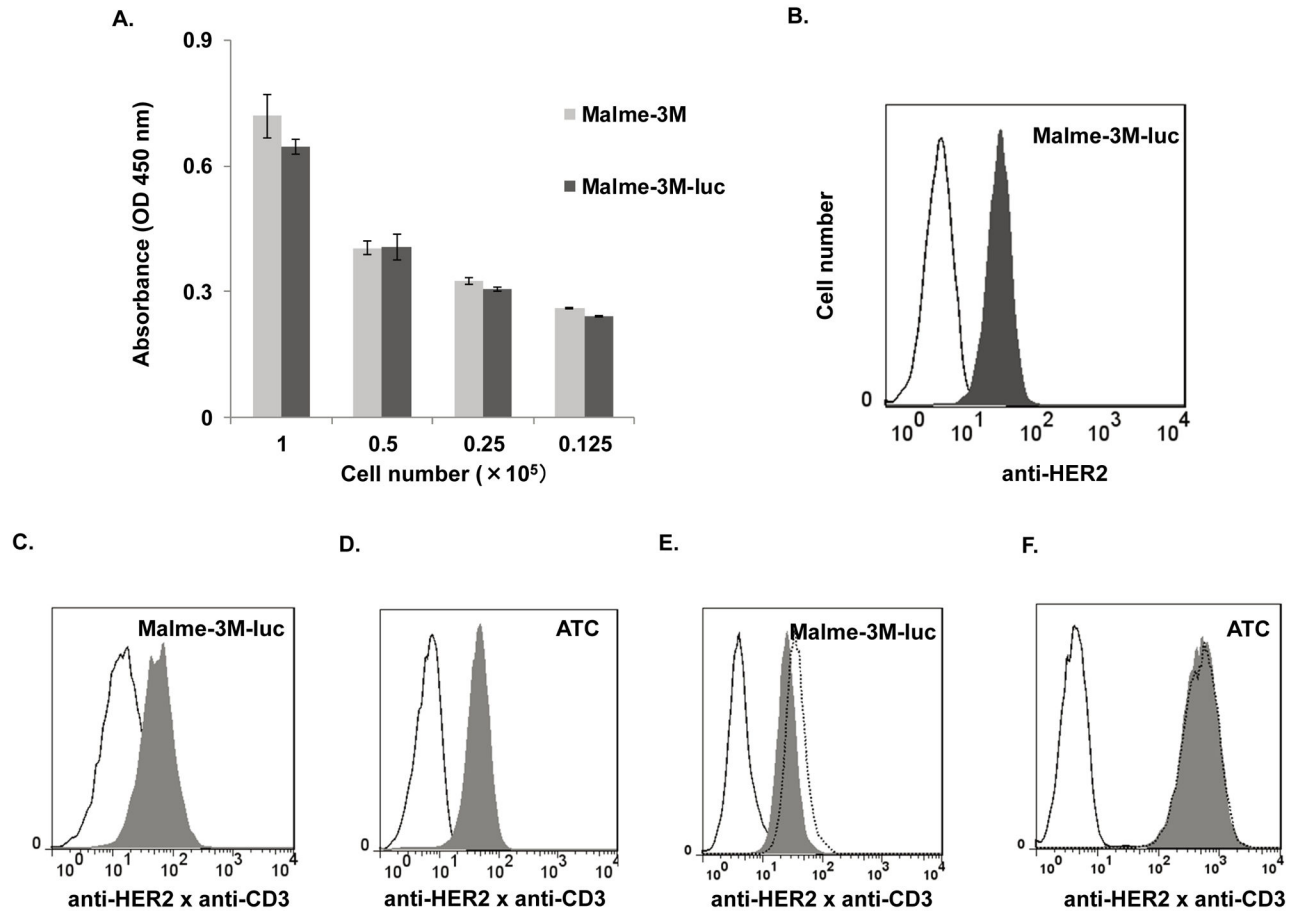 A.
0.9
0.6
0.3
0
Absorbance (OD 450 nm)
Malme-3M
Malme-3M-luc
1 0.5 0.25 0.125
Cell number (×10⁵)
B.
Malme-3M-luc
Cell number
0
10⁰ 10¹ 10² 10³ 10⁴
anti-HER2
C.
Malme-3M-luc
0
10⁰ 10¹ 10² 10³ 10⁴
anti-HER2 x anti-CD3
D.
ATC
0
10⁰ 10¹ 10² 10³ 10⁴
anti-HER2 x anti-CD3
E.
Malme-3M-luc
0
10⁰ 10¹ 10² 10³ 10⁴
anti-HER2 x anti-CD3
F.
ATC
0
10⁰ 10¹ 10² 10³ 10⁴
anti-HER2 x anti-CD3